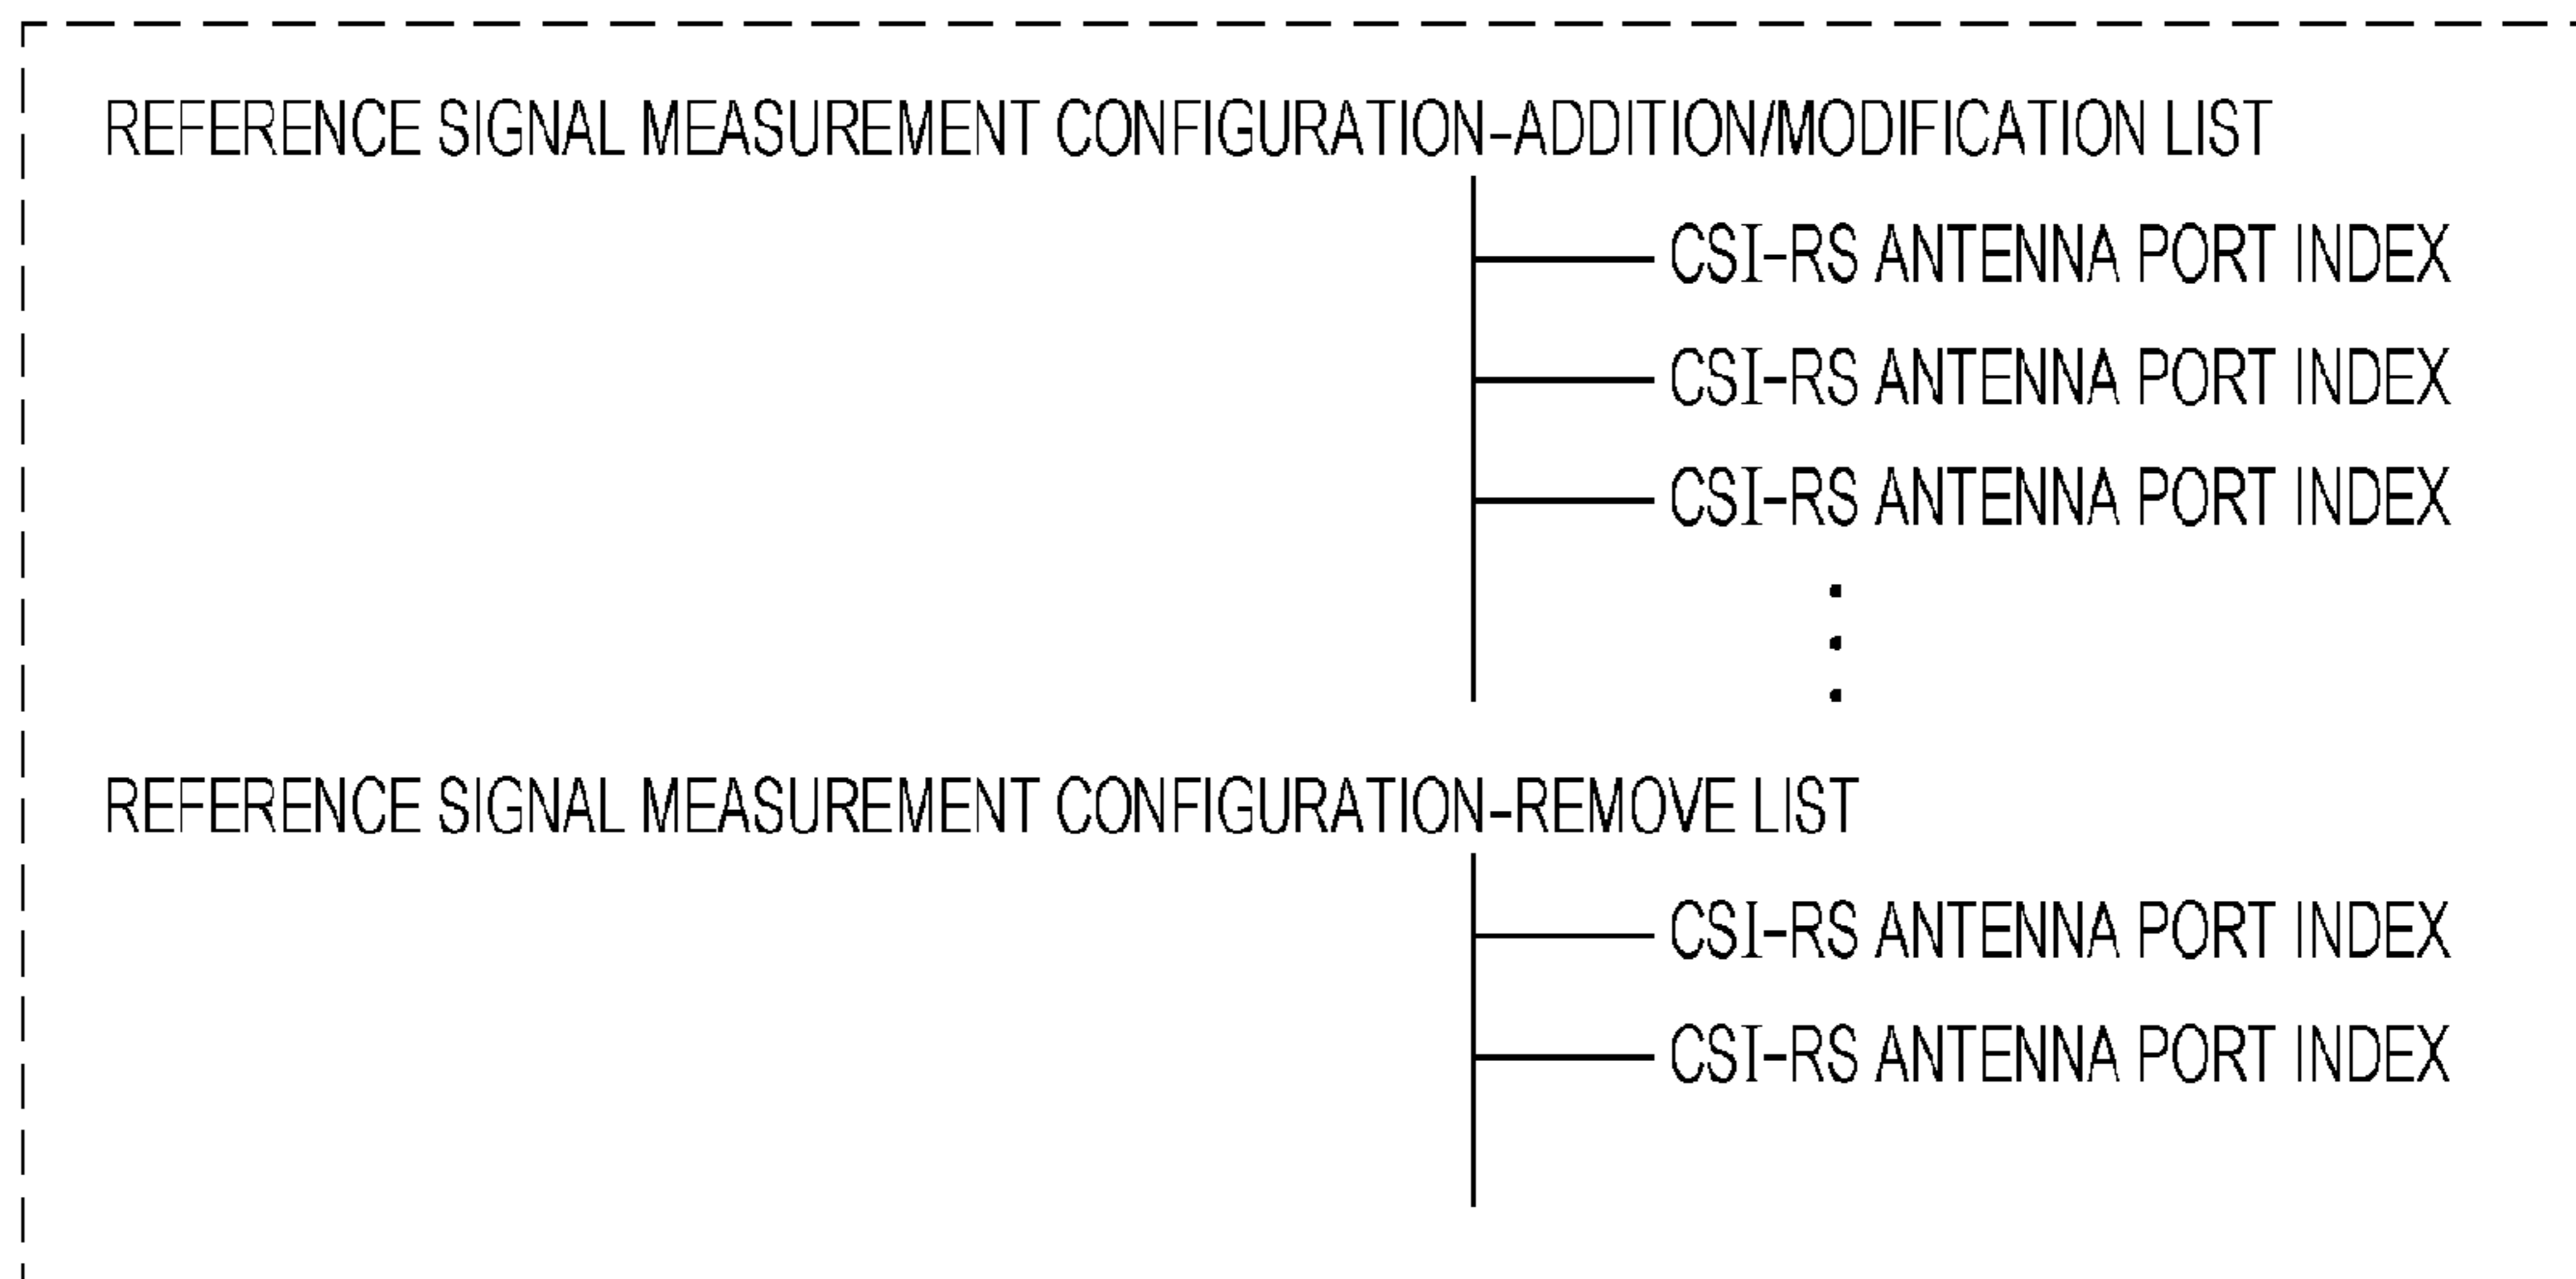 REFERENCE SIGNAL MEASUREMENT CONFIGURATION-ADDITION/MODIFICATION LIST
CSI-RS ANTENNA PORT INDEX
CSI-RS ANTENNA PORT INDEX
CSI-RS ANTENNA PORT INDEX
REFERENCE SIGNAL MEASUREMENT CONFIGURATION-REMOVE LIST
CSI-RS ANTENNA PORT INDEX
CSI-RS ANTENNA PORT INDEX